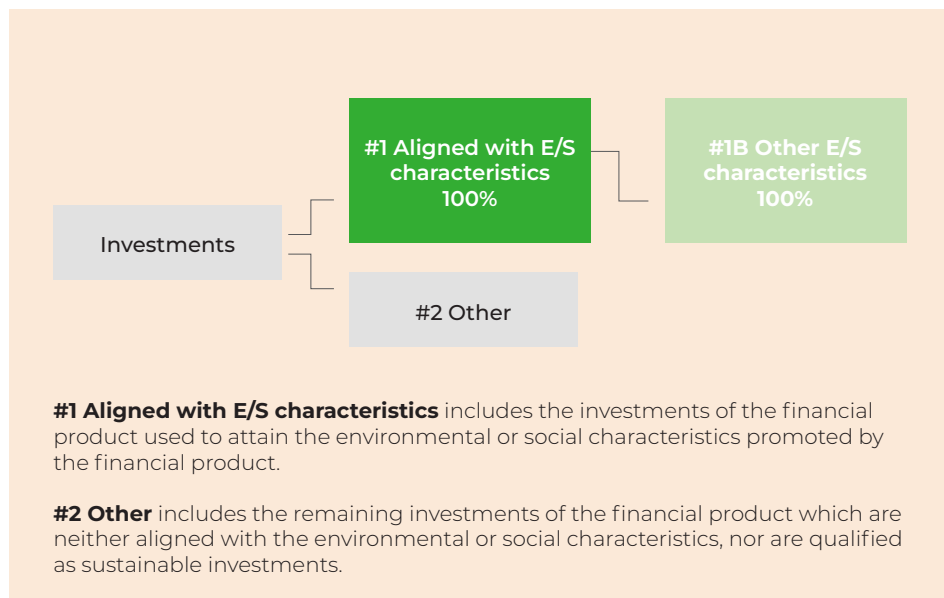 #1 Aligned with E/S
characteristics
100%
#1B Other E/S
characteristics
100%
Investments
#2 Other
#1 Aligned with E/S characteristics includes the investments of the financial
product used to attain the environmental or social characteristics promoted by
the financial product.
#2 Other includes the remaining investments of the financial product which are
neither aligned with the environmental or social characteristics, nor are qualified
as sustainable investments.